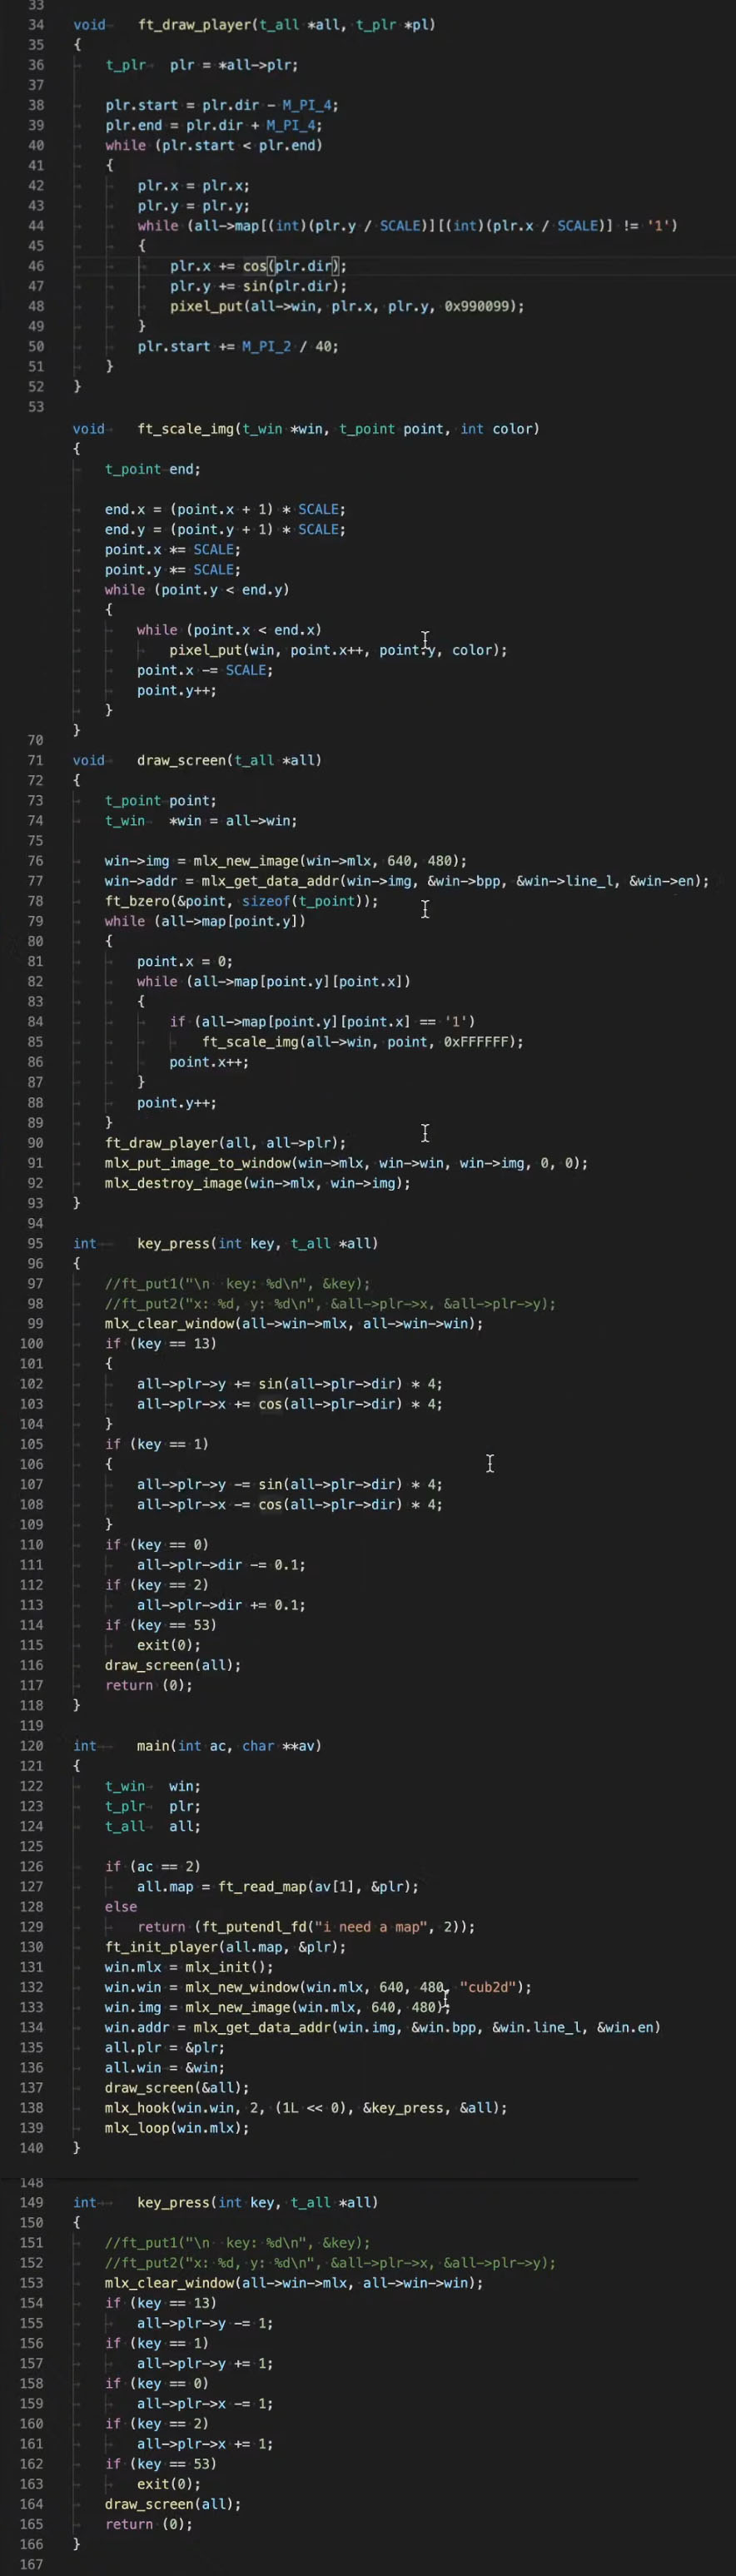 33
34 void ft_draw_player(t_all *all, t_plr *pl)
35 {
36 t_plr plr = *all->plr;
37
38 plr.start = plr.dir - M_PI_4;
39 plr.end = plr.dir + M_PI_4;
40 while (plr.start < plr.end)
41 {
42 plr.x = plr.x;
43 plr.y = plr.y;
44 while (all->map[(int)(plr.y / SCALE)][(int)(plr.x / SCALE)] != '1')
45 {
46 plr.x += cos(plr.dir);
47 plr.y += sin(plr.dir);
48 pixel_put(all->win, plr.x, plr.y, 0x990099);
49 }
50 plr.start += M_PI_2 / 40;
51 }
52 }
53
void ft_scale_img(t_win *win, t_point point, int color)
{
t_point end;
end.x = (point.x + 1) * SCALE;
end.y = (point.y + 1) * SCALE;
point.x *= SCALE;
point.y *= SCALE;
while (point.y < end.y)
{
while (point.x < end.x)
pixel_put(win, point.x++, point.y, color);
point.x -= SCALE;
point.y++;
}
}
70
71 void draw_screen(t_all *all)
72 {
73 t_point point;
74 t_win *win = all->win;
75
76 win->img = mlx_new_image(win->mlx, 640, 480);
77 win->addr = mlx_get_data_addr(win->img, &win->bpp, &win->line_l, &win->en);
78 ft_bzero(&point, sizeof(t_point));
79 while (all->map[point.y])
80 {
81 point.x = 0;
82 while (all->map[point.y][point.x])
83 {
84 if (all->map[point.y][point.x] == '1')
85 ft_scale_img(all->win, point, 0xFFFFFF);
86 point.x++;
87 }
88 point.y++;
89 }
90 ft_draw_player(all, all->plr);
91 mlx_put_image_to_window(win->mlx, win->win, win->img, 0, 0);
92 mlx_destroy_image(win->mlx, win->img);
93 }
94
95 int key_press(int key, t_all *all)
96 {
97 //ft_put1("\n key: %d\n", &key);
98 //ft_put2("x: %d, y: %d\n", &all->plr->x, &all->plr->y);
99 mlx_clear_window(all->win->mlx, all->win->win);
100 if (key == 13)
101 {
102 all->plr->y += sin(all->plr->dir) * 4;
103 all->plr->x += cos(all->plr->dir) * 4;
104 }
105 if (key == 1)
106 {
107 all->plr->y -= sin(all->plr->dir) * 4;
108 all->plr->x -= cos(all->plr->dir) * 4;
109 }
110 if (key == 0)
111 all->plr->dir -= 0.1;
112 if (key == 2)
113 all->plr->dir += 0.1;
114 if (key == 53)
115 exit(0);
116 draw_screen(all);
117 return (0);
118 }
119
120 int main(int ac, char **av)
121 {
122 t_win win;
123 t_plr plr;
124 t_all all;
125
126 if (ac == 2)
127 all.map = ft_read_map(av[1], &plr);
128 else
129 return (ft_putendl_fd("i need a map", 2));
130 ft_init_player(all.map, &plr);
131 win.mlx = mlx_init();
132 win.win = mlx_new_window(win.mlx, 640, 480, "cub2d");
133 win.img = mlx_new_image(win.mlx, 640, 480);
134 win.addr = mlx_get_data_addr(win.img, &win.bpp, &win.line_l, &win.en)
135 all.plr = &plr;
136 all.win = &win;
137 draw_screen(&all);
138 mlx_hook(win.win, 2, (1L << 0), &key_press, &all);
139 mlx_loop(win.mlx);
140 }
148
149 int key_press(int key, t_all *all)
150 {
151 //ft_put1("\n key: %d\n", &key);
152 //ft_put2("x: %d, y: %d\n", &all->plr->x, &all->plr->y);
153 mlx_clear_window(all->win->mlx, all->win->win);
154 if (key == 13)
155 all->plr->y -= 1;
156 if (key == 1)
157 all->plr->y += 1;
158 if (key == 0)
159 all->plr->x -= 1;
160 if (key == 2)
161 all->plr->x += 1;
162 if (key == 53)
163 exit(0);
164 draw_screen(all);
165 return (0);
166 }
167